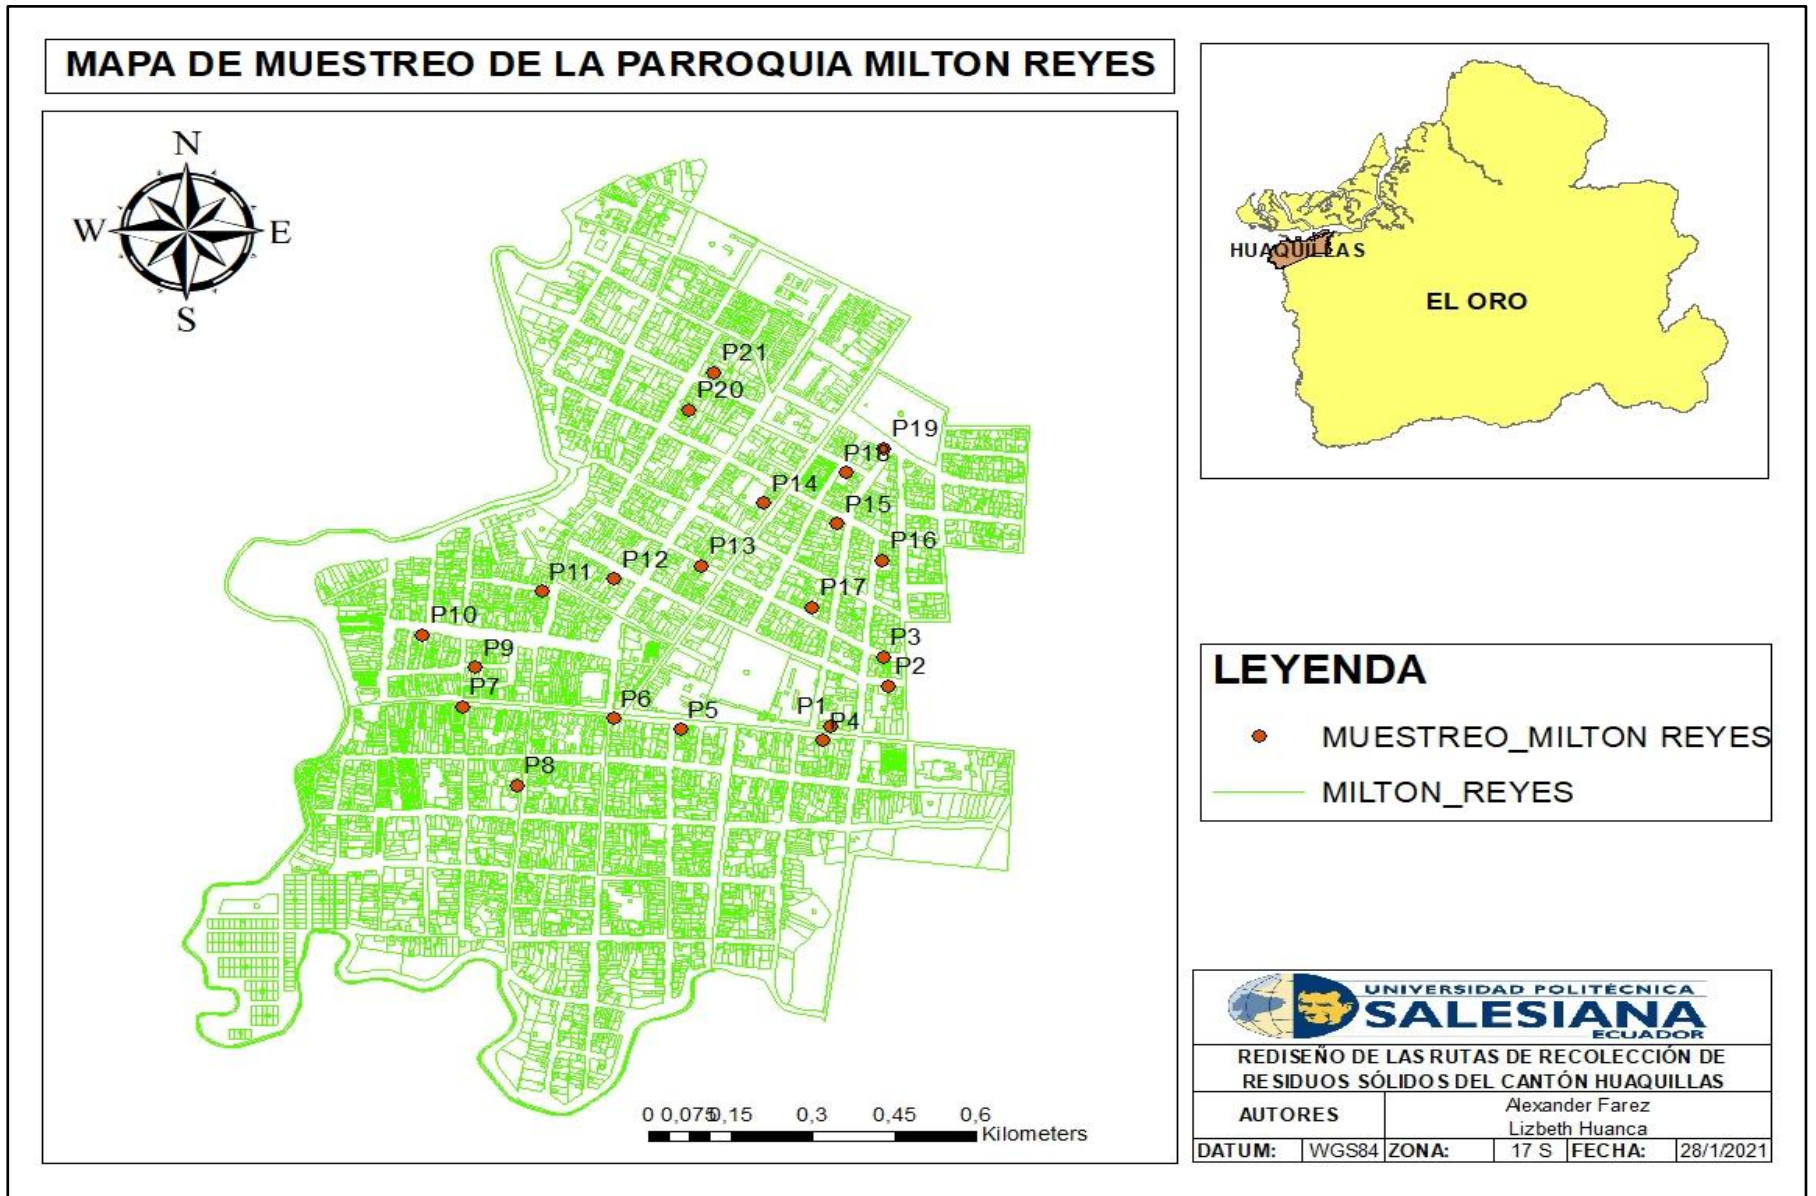 MAPA DE MUESTREO DE LA PARROQUIA MILTON REYES
N
W
E
S
P21
P20
P19
P18
P14
P15
P16
P13
P12
P11
P17
P10
P3
P9
P2
P7
P6
P5
P1
P4
P8
0 0,075 0,15 0,3 0,45 0,6
Kilometers
HUAQUILLAS
EL ORO
LEYENDA
MUESTREO_MILTON REYES
MILTON_REYES
UNIVERSIDAD POLITÉCNICA
SALESIANA
ECUADOR
REDISEÑO DE LAS RUTAS DE RECOLECCIÓN DE
RESIDUOS SÓLIDOS DEL CANTÓN HUAQUILLAS
AUTORES
Alexander Farez
Lizbeth Huanca
DATUM: WGS84 ZONA: 17 S FECHA: 28/1/2021